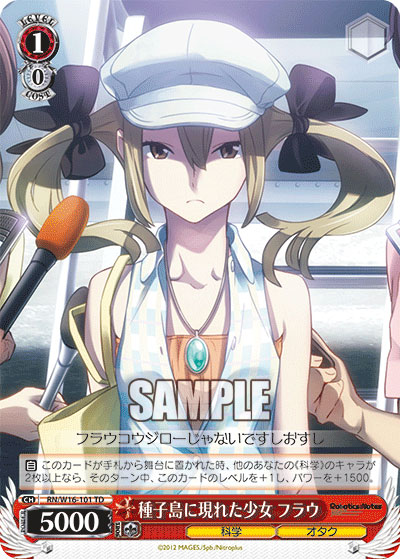 LEVEL
1
0
COST
SAMPLE
フラウコウジローじゃないですしおすし
自 このカードが手札から舞台に置かれた時、他のあなたの《科学》のキャラが
2枚以上なら、そのターン中、このカードのレベルを+1し、パワーを+1500。
CH RN/W16-101 TD
5000
種子島に現れた少女 フラウ
Robotics;Notes
科学
オタク
©2012 MAGES./5pb./Nitroplus